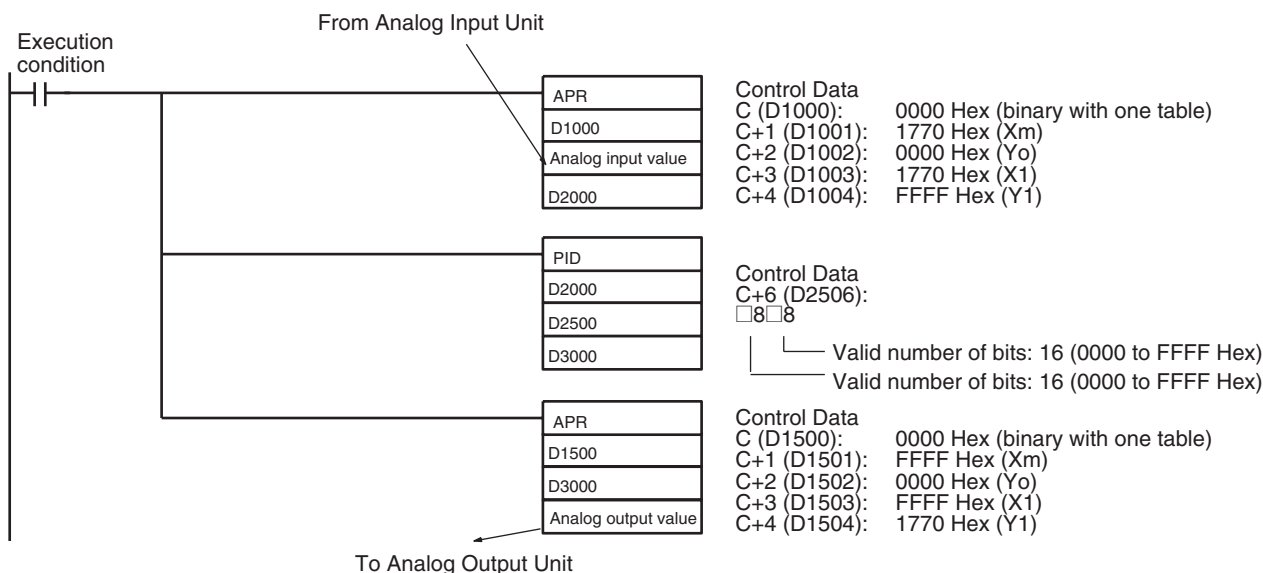 From Analog Input Unit
Execution
condition
APR
D1000
Analog input value
D2000
Control Data
C (D1000): 0000 Hex (binary with one table)
C+1 (D1001): 1770 Hex (Xm)
C+2 (D1002): 0000 Hex (Yo)
C+3 (D1003): 1770 Hex (X1)
C+4 (D1004): FFFF Hex (Y1)
PID
D2000
D2500
D3000
Control Data
C+6 (D2506):
□8□8
Valid number of bits: 16 (0000 to FFFF Hex)
Valid number of bits: 16 (0000 to FFFF Hex)
APR
D1500
D3000
Analog output value
Control Data
C (D1500): 0000 Hex (binary with one table)
C+1 (D1501): FFFF Hex (Xm)
C+2 (D1502): 0000 Hex (Yo)
C+3 (D1503): FFFF Hex (X1)
C+4 (D1504): 1770 Hex (Y1)
To Analog Output Unit